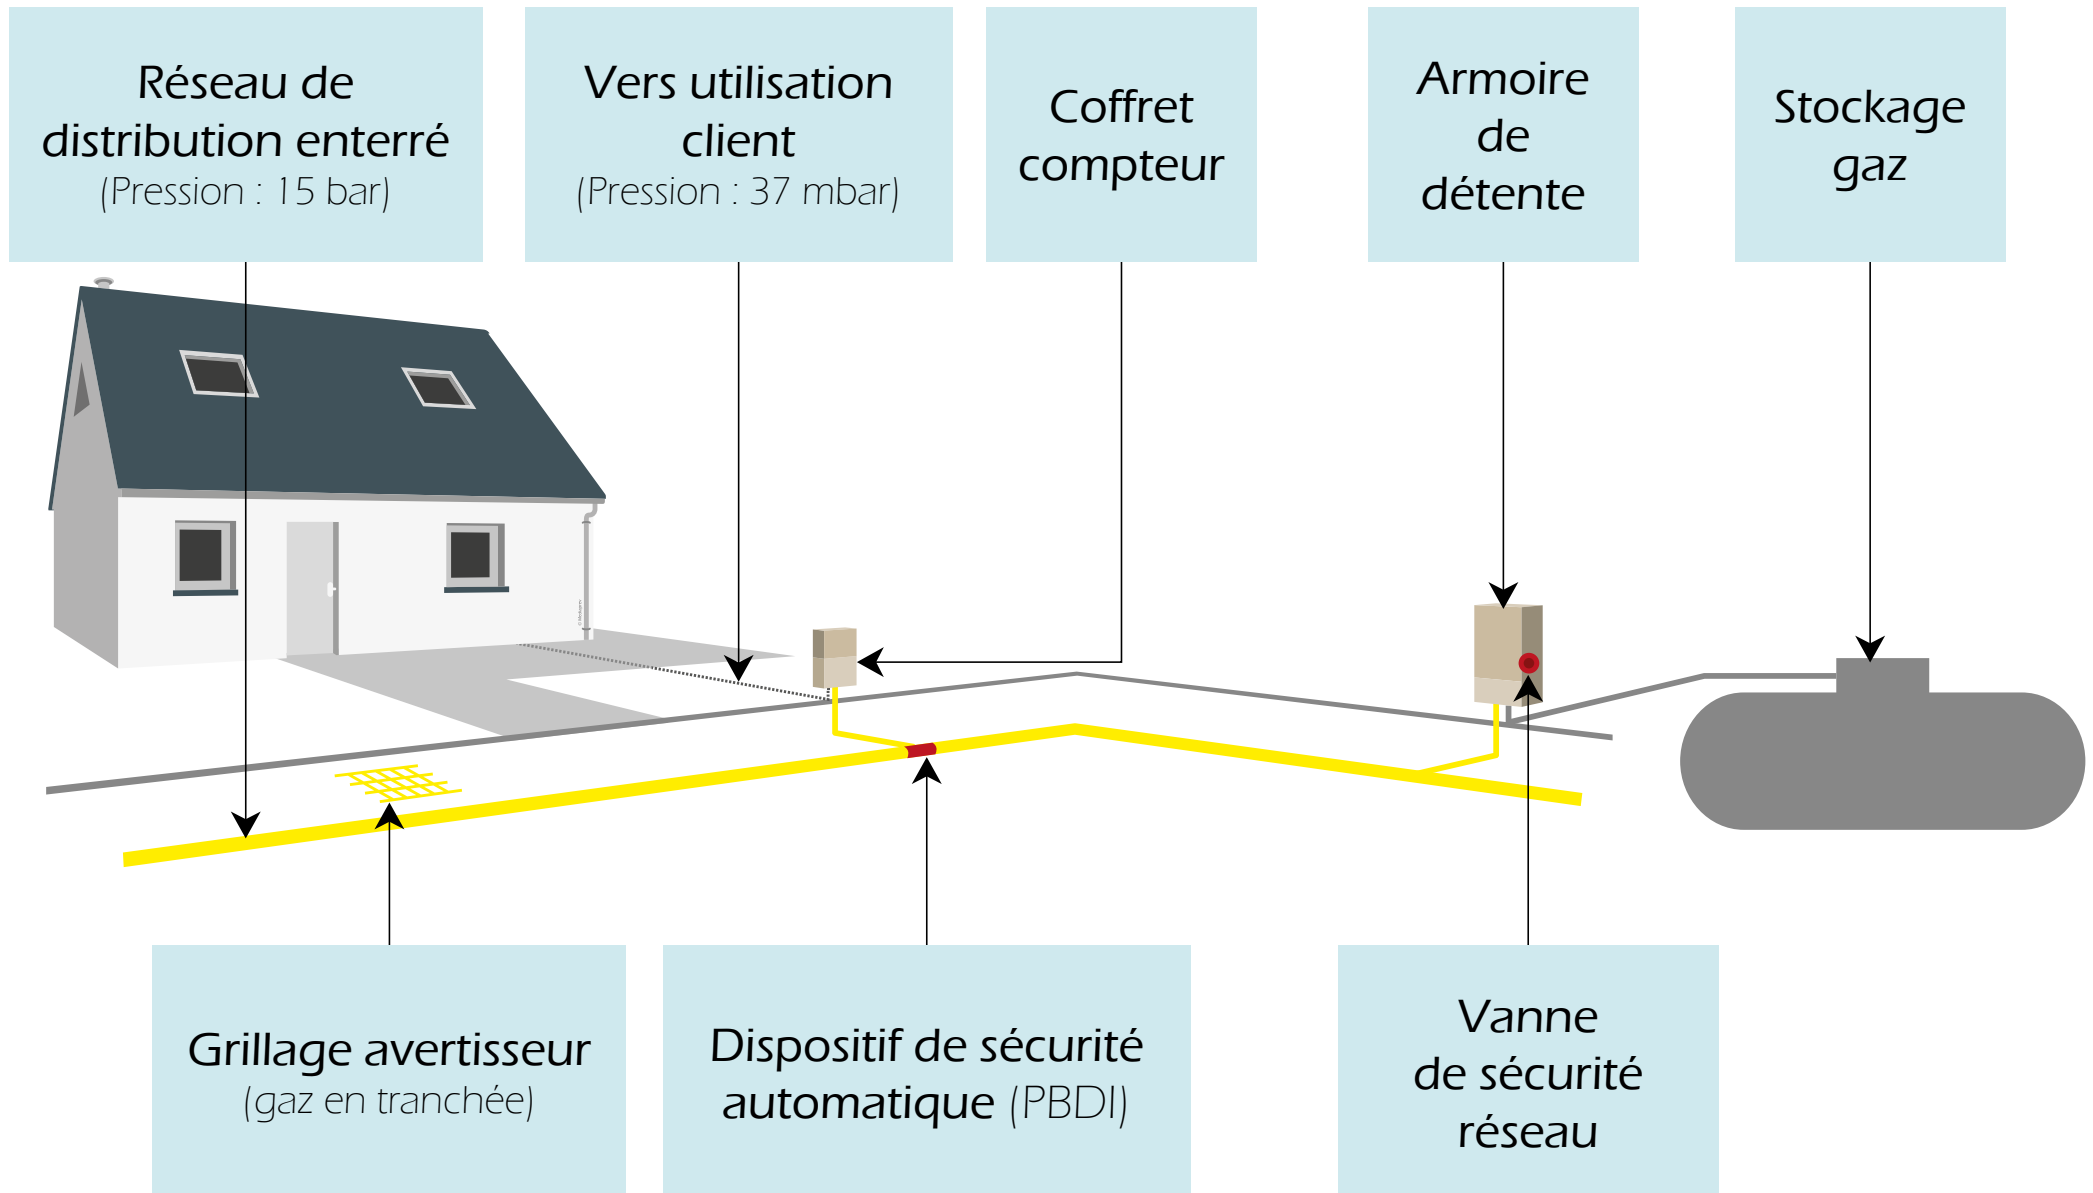 Réseau de
distribution enterré
(Pression : 15 bar)
Vers utilisation
client
(Pression : 37 mbar)
Coffret
compteur
Armoire
de
détente
Stockage
gaz
Grillage avertisseur
(gaz en tranchée)
Dispositif de sécurité
automatique (PBDI)
Vanne
de sécurité
réseau